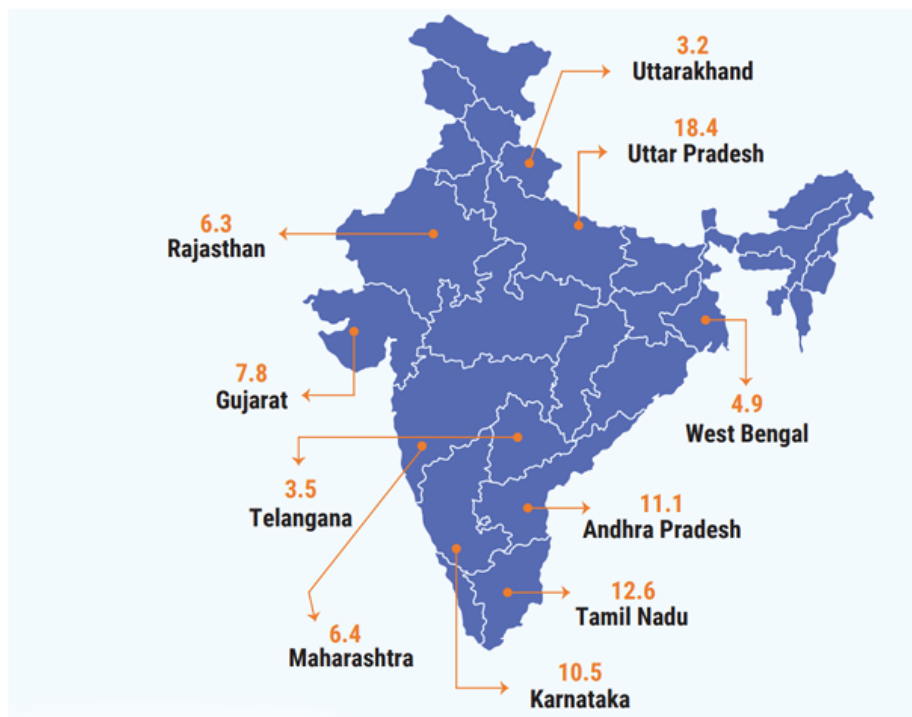 3.2
Uttarakhand
18.4
Uttar Pradesh
6.3
Rajasthan
7.8
Gujarat
4.9
West Bengal
3.5
Telangana
11.1
Andhra Pradesh
12.6
Tamil Nadu
6.4
Maharashtra
10.5
Karnataka